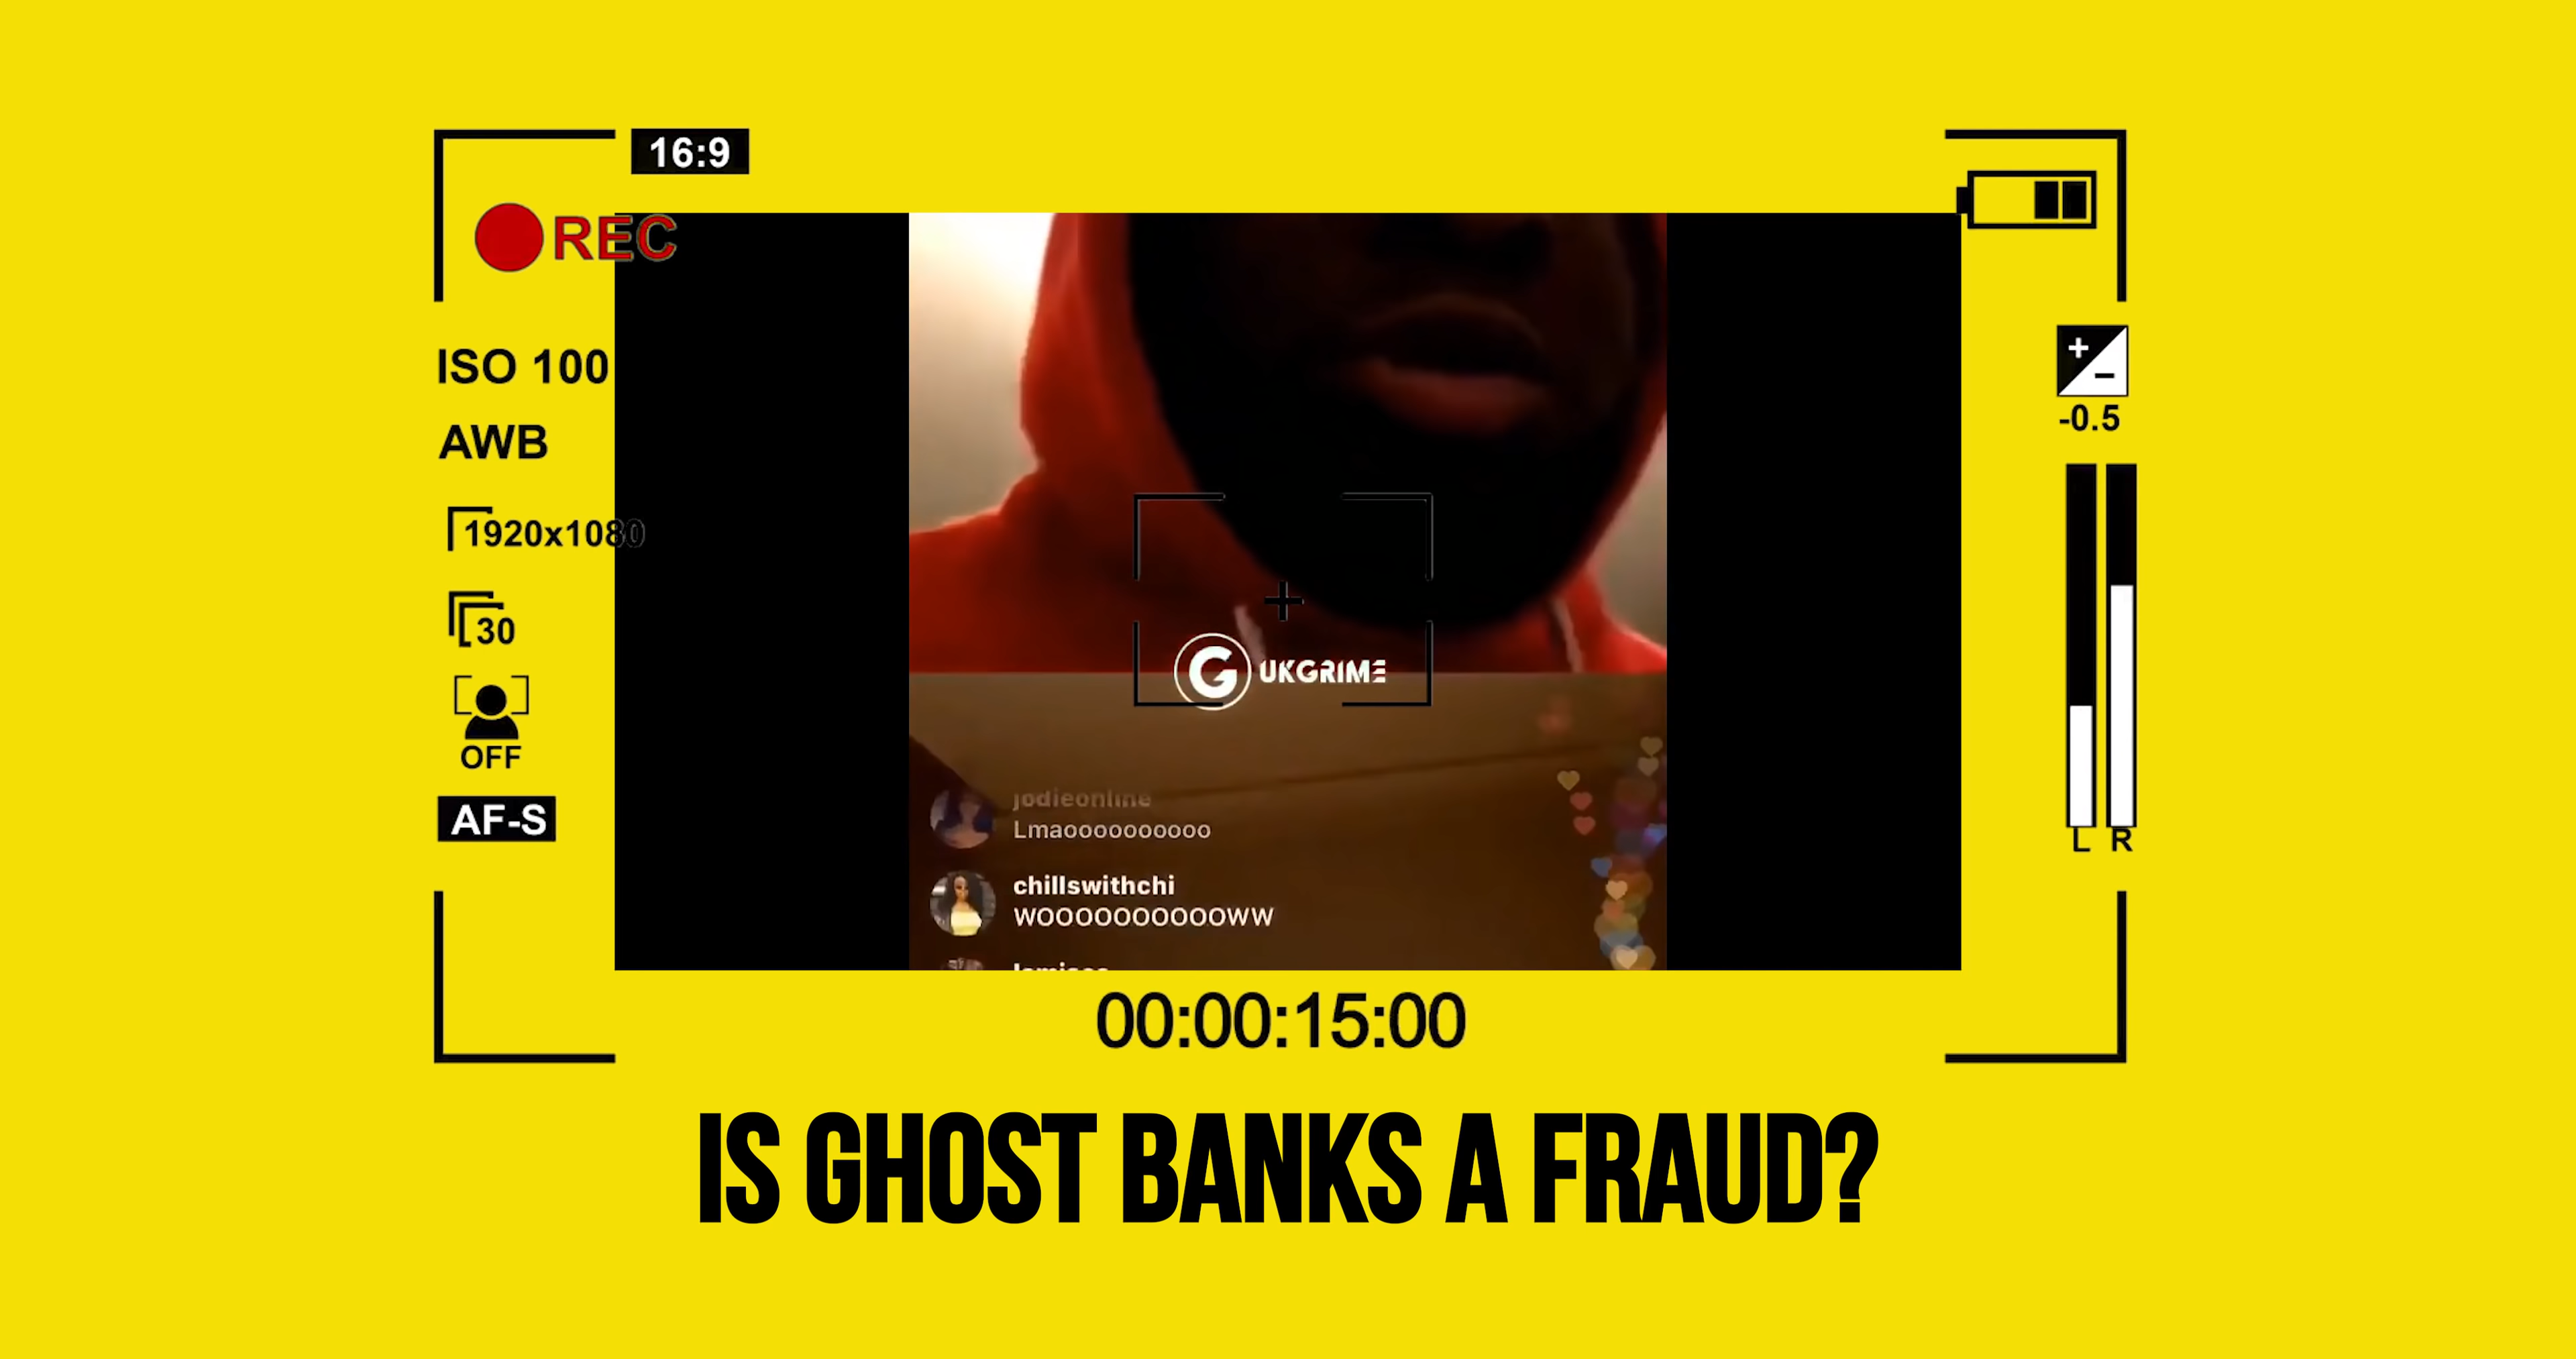 16:9
REC
ISO 100
AWB
1920x1080
30
OFF
AF-S
+
-
-0.5
L R
G UKGRIME
jodieonline
Lmaoooooooooo
chillswithchi
WOOOOOOOOOOWW
00:00:15:00
IS GHOST BANKS A FRAUD?